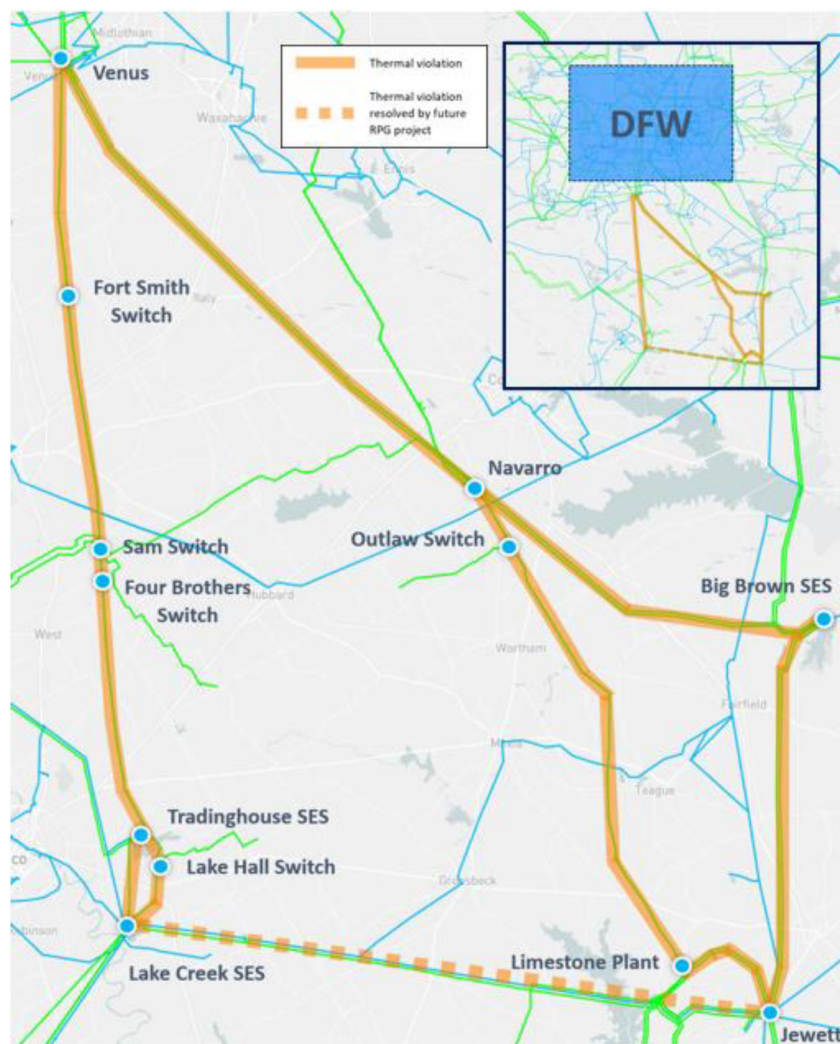 Midlothian
Venus
Venus
Waxahachie
Ennis
Thermal violation
Thermal violation
resolved by future
RPG project
DFW
Fort Smith
Switch
Italy
Navarro
Outlaw Switch
Sam Switch
Four Brothers
Switch
Hubbard
West
Big Brown SES
Wortham
Fairfield
Mexia
Teague
Tradinghouse SES
Lake Hall Switch
Groesbeck
Lake Creek SES
Limestone Plant
Jewett